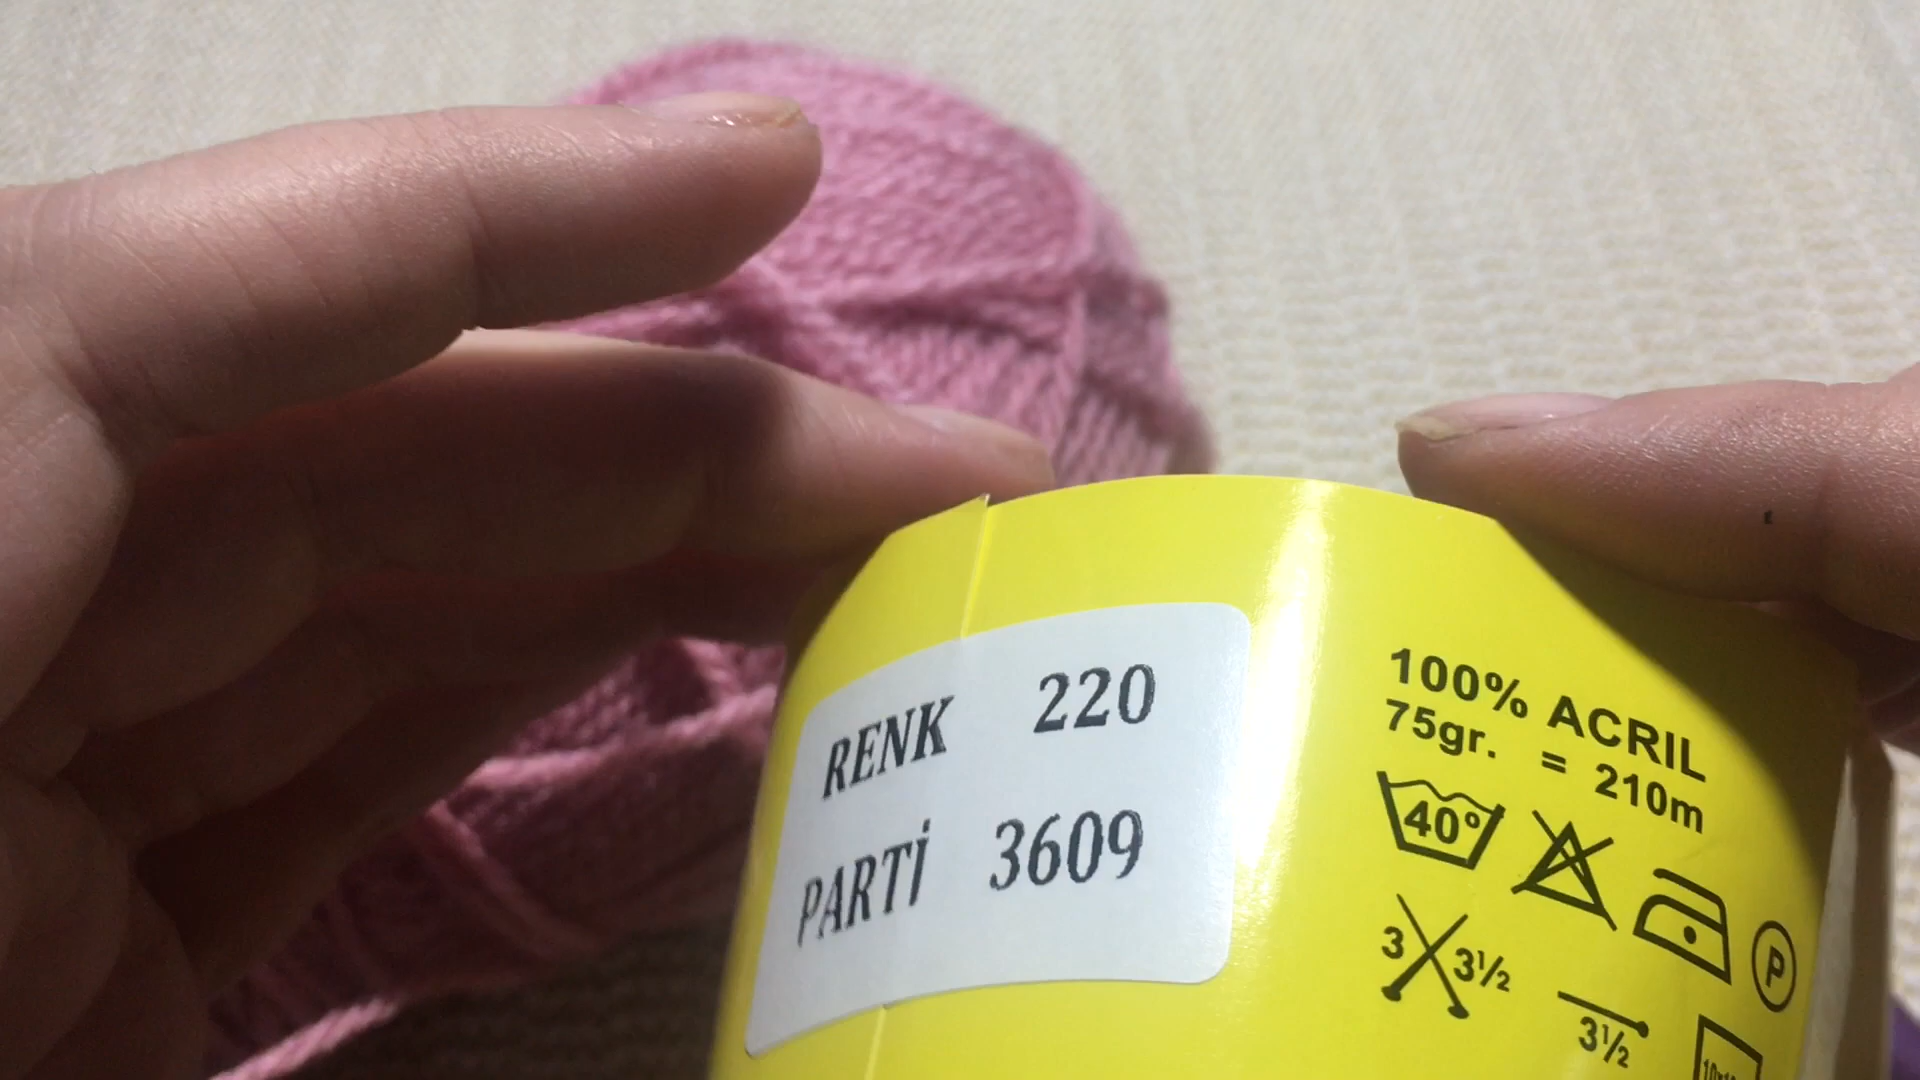 RENK 220
PARTİ 3609
100% ACRIL
75gr. = 210m
40°
P
3 3½
3½